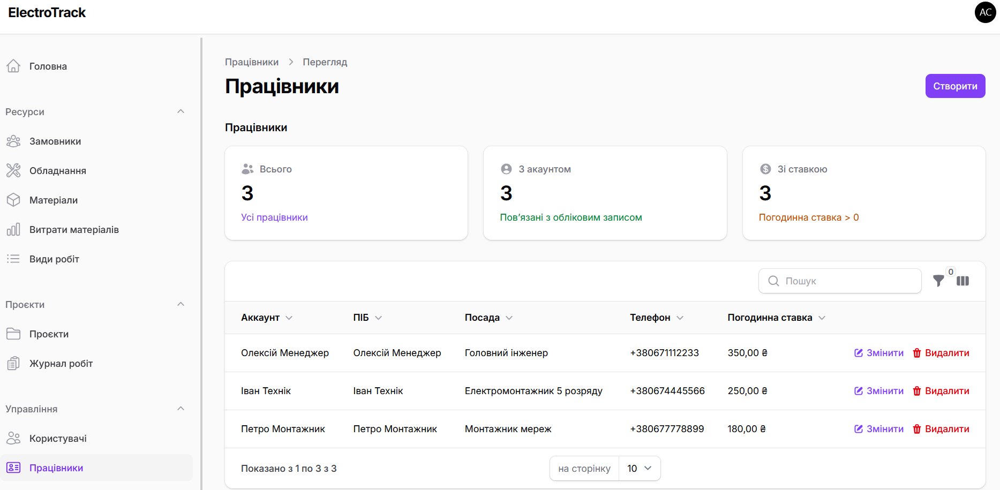 ElectroTrack
AC
Головна
Ресурси
Замовники
Обладнання
Матеріали
Витрати матеріалів
Види робіт
Проєкти
Проєкти
Журнал робіт
Управління
Користувачі
Працівники
Працівники > Перегляд
Працівники
Створити
Працівники
Всього
3
Усі працівники
З акаунтом
3
Пов’язані з обліковим записом
Зі ставкою
3
Погодинна ставка > 0
Пошук
0
Аккаунт ПІБ Посада Телефон Погодинна ставка
Олексій Менеджер Олексій Менеджер Головний інженер +380671112233 350,00 ₴ Змінити Видалити
Іван Технік Іван Технік Електромонтажник 5 розряду +380674445566 250,00 ₴ Змінити Видалити
Петро Монтажник Петро Монтажник Монтажник мереж +380677778899 180,00 ₴ Змінити Видалити
Показано з 1 по 3 з 3
на сторінку 10